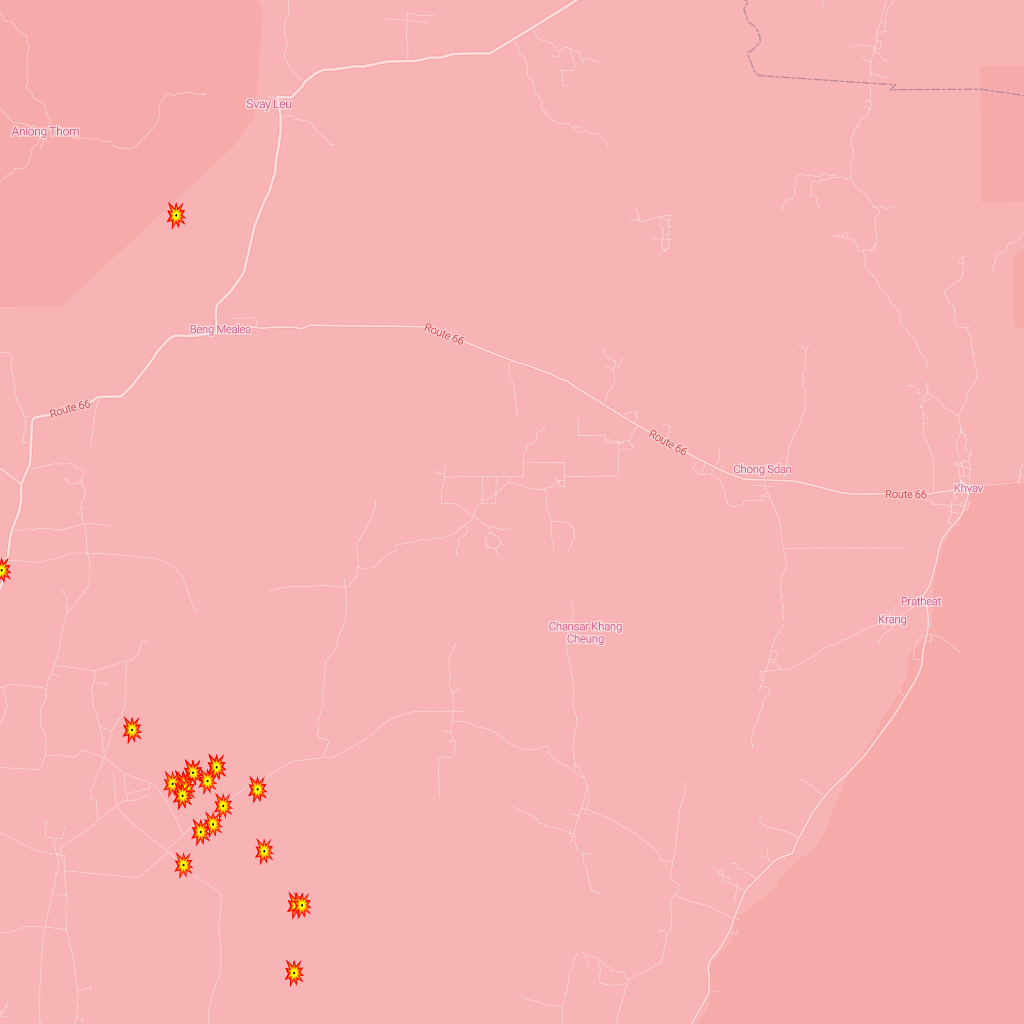 Svay Leu
Anlong Thom
Beng Mealea
Route 66
Route 66
Route 66
Chong Sdan
Route 66
Khvav
Pratheat
Krang
Chansar Khang
Cheung